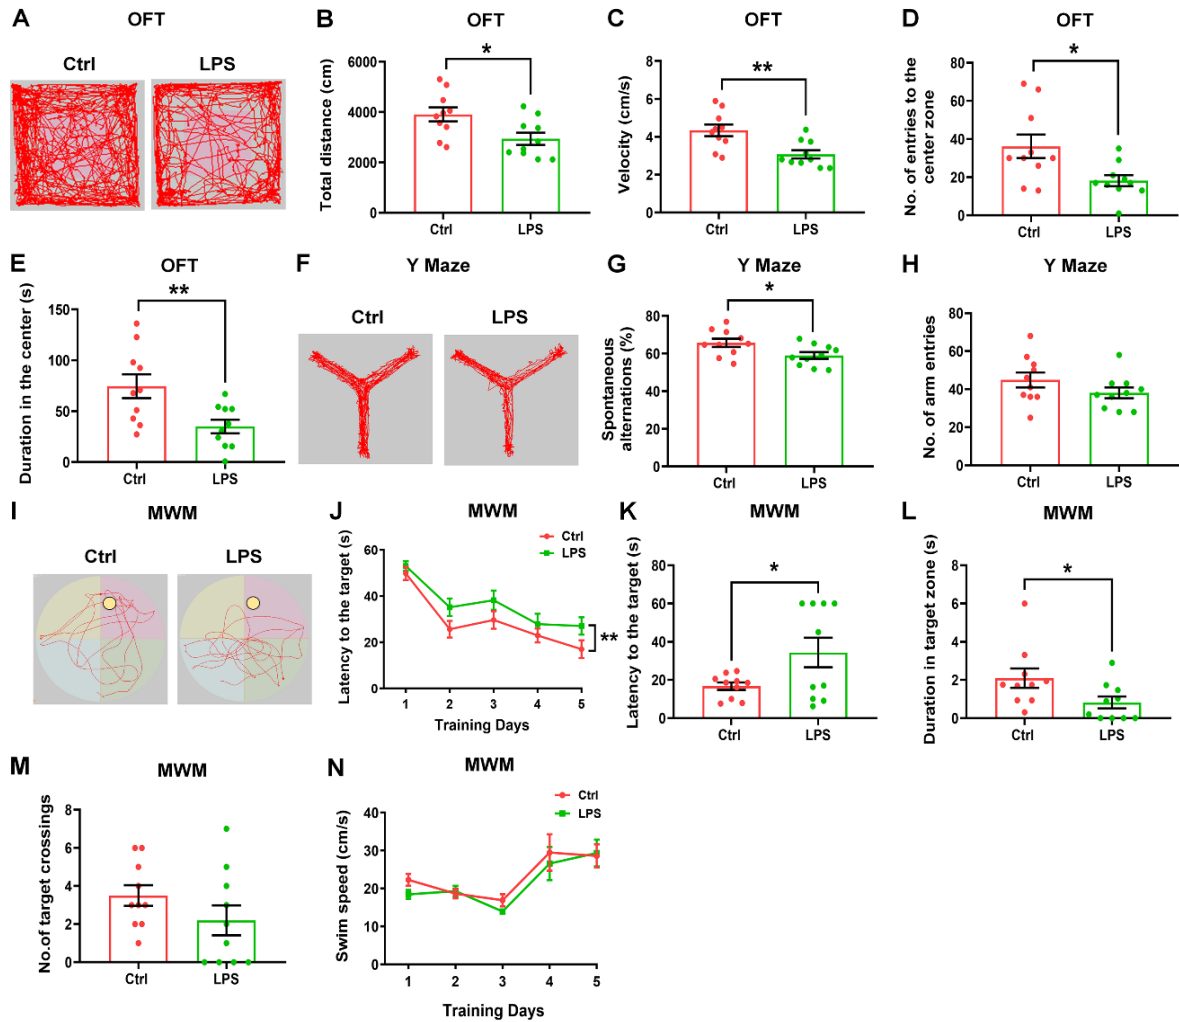 A
OFT
Ctrl
LPS
B
OFT
*
Total distance (cm)
6000
4000
2000
0
Ctrl
LPS
C
OFT
**
Velocity (cm/s)
8
6
4
2
0
Ctrl
LPS
D
OFT
*
No. of entries to the
center zone
80
60
40
20
0
Ctrl
LPS
E
OFT
**
Duration in the center (s)
150
100
50
0
Ctrl
LPS
F
Y Maze
Ctrl
LPS
G
Y Maze
*
Spontaneous
alternations (%)
80
60
40
20
0
Ctrl
LPS
H
Y Maze
No. of arm entries
80
60
40
20
0
Ctrl
LPS
I
MWM
Ctrl
LPS
J
MWM
Ctrl
LPS
Latency to the target (s)
60
40
20
0
**
1
2
3
4
5
Training Days
K
MWM
*
Latency to the target (s)
80
60
40
20
0
Ctrl
LPS
L
MWM
*
Duration in target zone (s)
8
6
4
2
0
Ctrl
LPS
M
MWM
No.of target crossings
8
6
4
2
0
Ctrl
LPS
N
MWM
Ctrl
LPS
Swim speed (cm/s)
40
30
20
10
0
1
2
3
4
5
Training Days